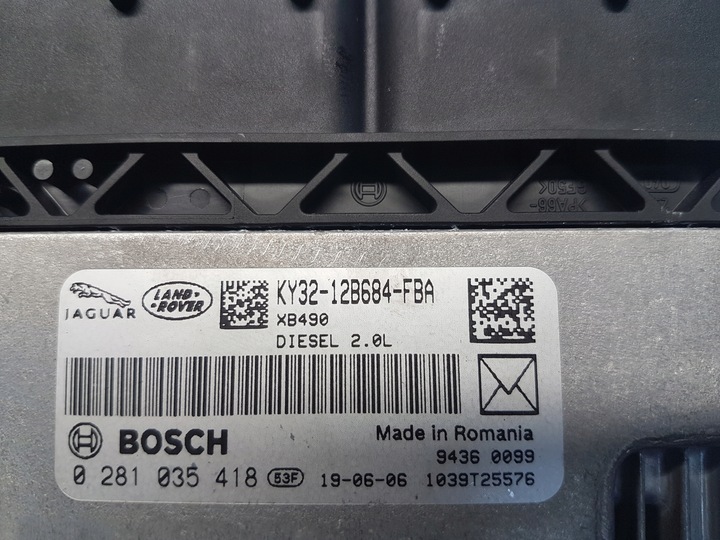 JAGUAR
LAND-
ROVER
KY32-12B684-FBA
XB490
DIESEL 2.0L
BOSCH
Made in Romania
9436 0099
0 281 035 418 53F 19-06-06 1039T25576